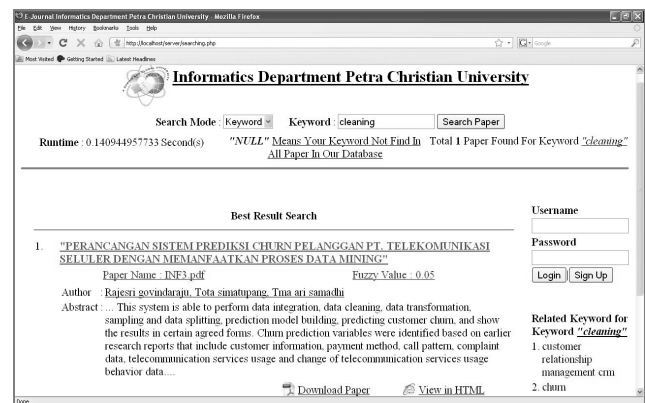 E-Journal Informatics Department Petra Christian University - Mozilla Firefox
File Edit View History Bookmarks Tools Help
http://localhost/server/searching.php
Google
Most Visited Getting Started Latest Headlines
Informatics Department Petra Christian University
Search Mode : Keyword Keyword : cleaning Search Paper
Runtime : 0.140944957733 Second(s) "NULL" Means Your Keyword Not Find In Total 1 Paper Found For Keyword "cleaning"
All Paper In Our Database
Best Result Search
Username
Password
Login Sign Up
1. "PERANCANGAN SISTEM PREDIKSI CHURN PELANGGAN PT. TELEKOMUNIKASI
SELULER DENGAN MEMANFAATKAN PROSES DATA MINING"
Paper Name : INF3.pdf Fuzzy Value : 0.05
Author : Rajesri govindaraju, Tota simatupang, Tma ari samadhi
Abstract : ... This system is able to perform data integration, data cleaning, data transformation,
sampling and data splitting, prediction model building, predicting customer churn, and show
the results in certain agreed forms. Churn prediction variables were identified based on earlier
research reports that include customer information, payment method, call pattern, complaint
data, telecommunication services usage and change of telecommunication services usage
behavior data....
Download Paper View in HTML
Related Keyword for
Keyword "cleaning"
1. customer
relationship
management crm
2. churn
Done